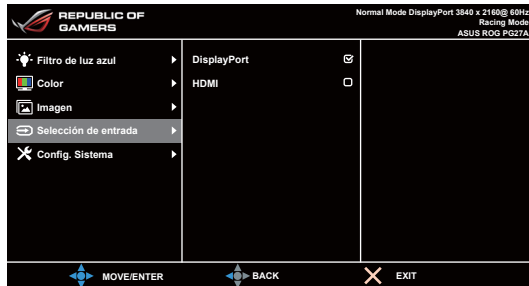 REPUBLIC OF
GAMERS
Normal Mode DisplayPort 3840 x 2160@ 60Hz
Racing Mode
ASUS ROG PG27A
Filtro de luz azul
Color
Imagen
Selección de entrada
Config. Sistema
DisplayPort
HDMI
MOVE/ENTER
BACK
EXIT